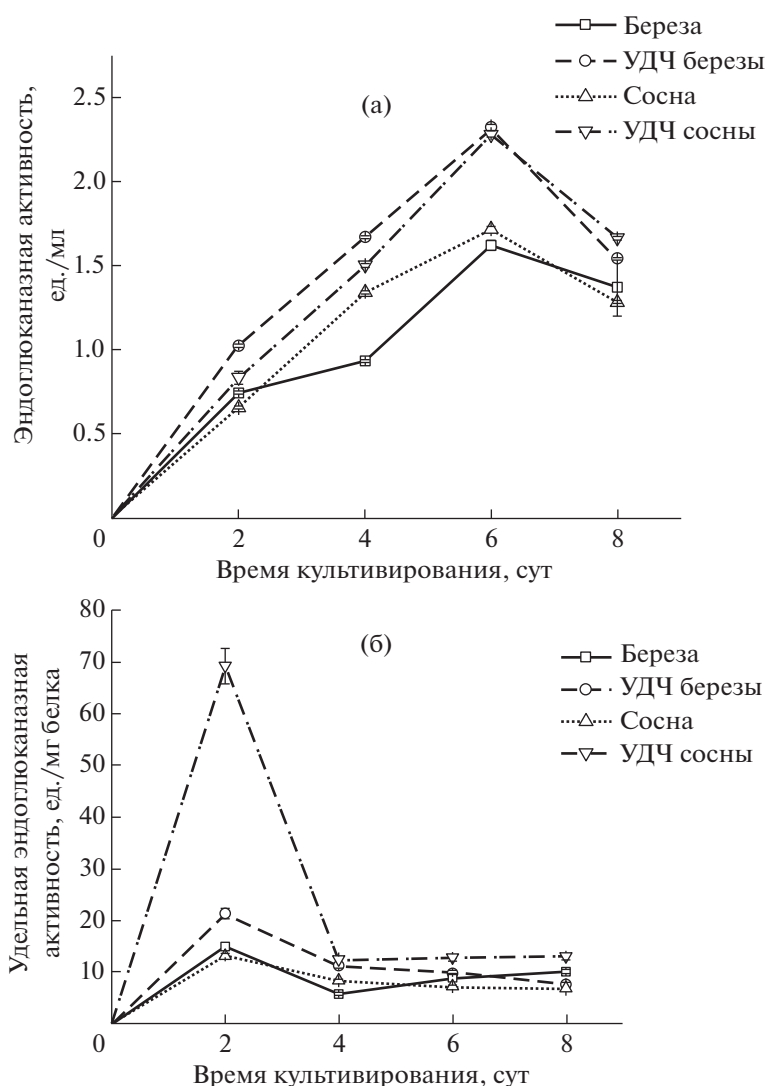 Береза
УДЧ березы
Сосна
УДЧ сосны
(а)
Эндоглюканазная активность,
ед./мл
2.5
2.0
1.5
1.0
0.5
0
2
4
6
8
Время культивирования, сут
(б)
Береза
УДЧ березы
Сосна
УДЧ сосны
Удельная эндоглюканазная
активность, ед./мг белка
80
70
60
50
40
30
20
10
0
2
4
6
8
Время культивирования, сут